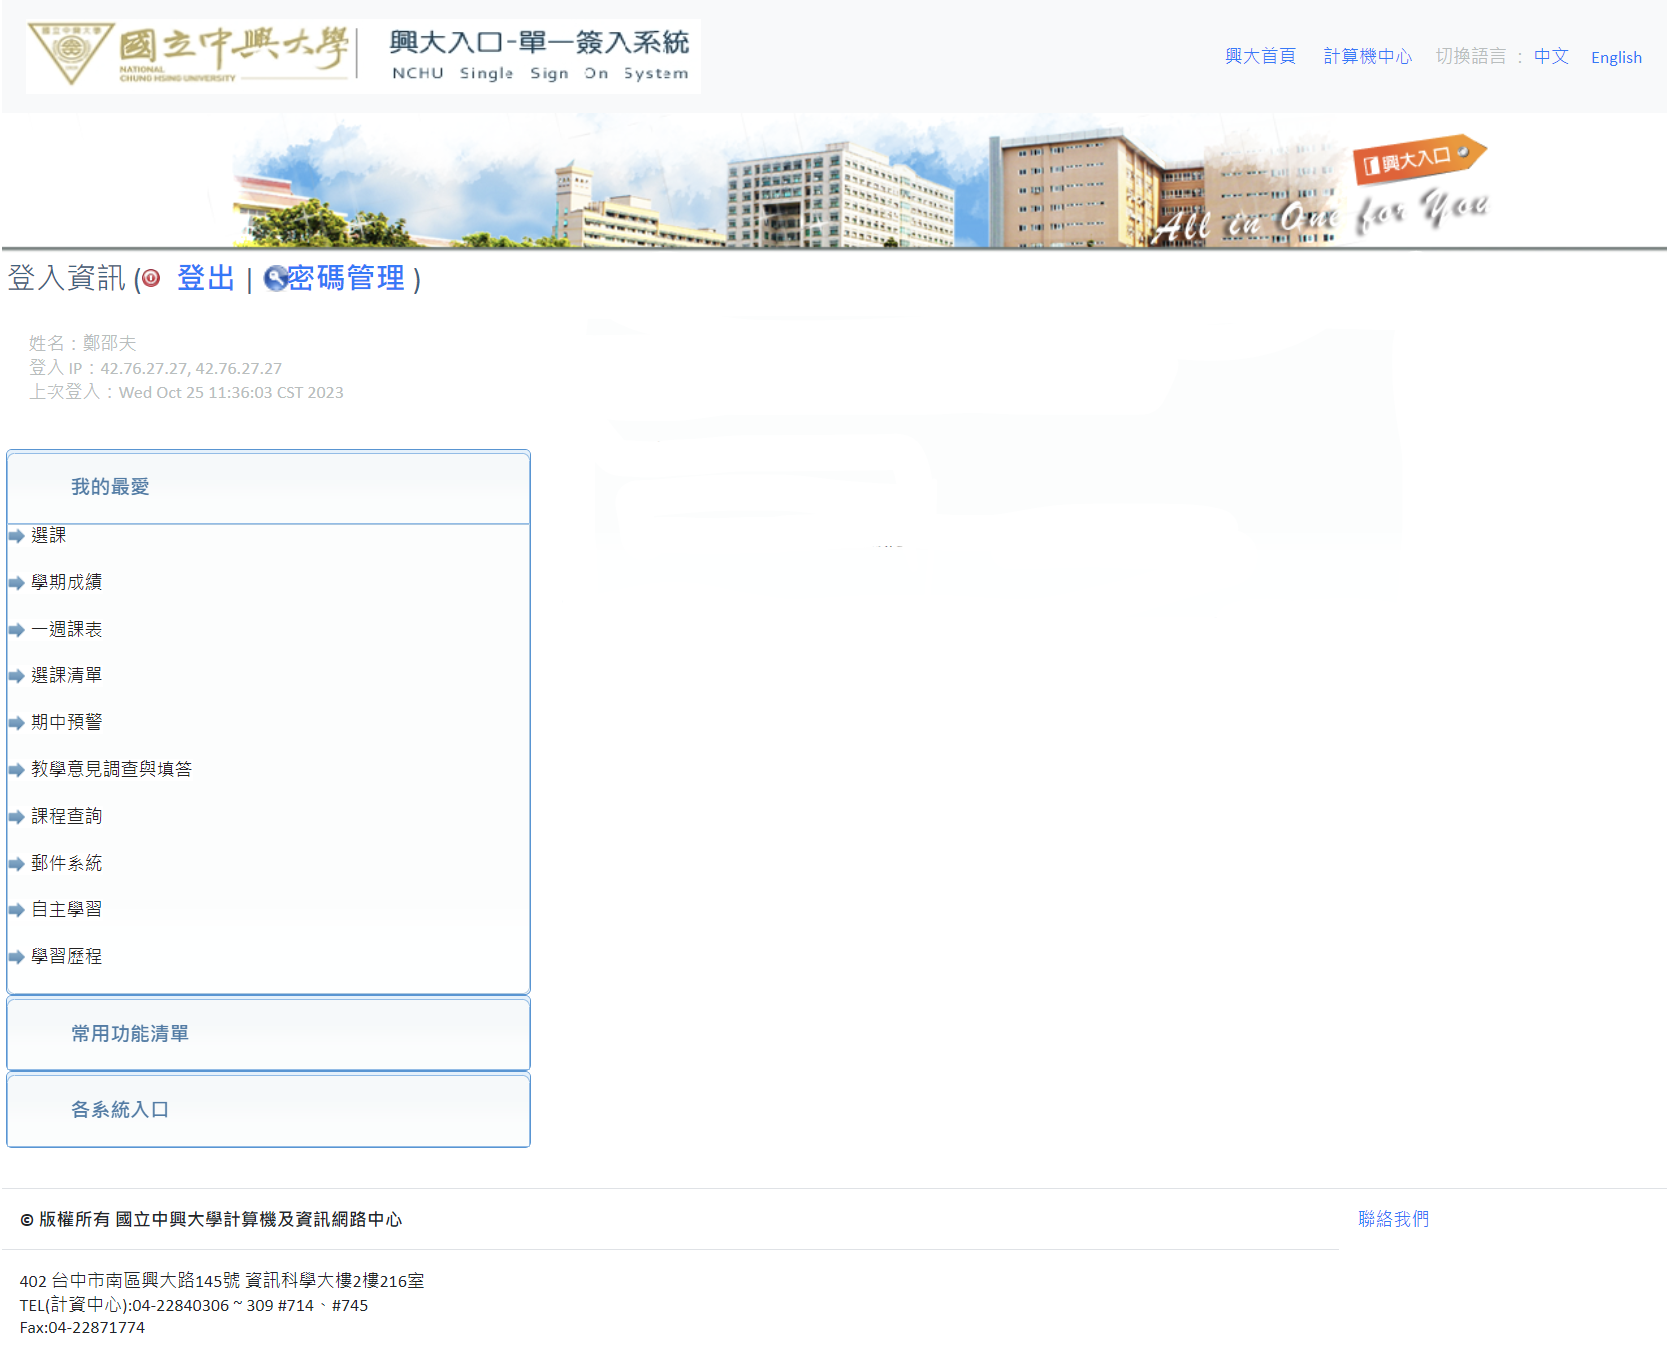 國立中興大學
國立中興大學
NATIONAL
CHUNG HSING UNIVERSITY
興大入口-單一簽入系統
NCHU Single Sign On System
興大首頁 計算機中心 切換語言 : 中文 English
興大入口
All in One for You
登入資訊 ( 登出 | 密碼管理 )
姓名：鄭邵夫
登入 IP：42.76.27.27, 42.76.27.27
上次登入：Wed Oct 25 11:36:03 CST 2023
我的最愛
選課
學期成績
一週課表
選課清單
期中預警
教學意見調查與填答
課程查詢
郵件系統
自主學習
學習歷程
常用功能清單
各系統入口
© 版權所有 國立中興大學計算機及資訊網路中心
聯絡我們
402 台中市南區興大路145號 資訊科學大樓2樓216室
TEL(計資中心):04-22840306 ~ 309 #714、#745
Fax:04-22871774